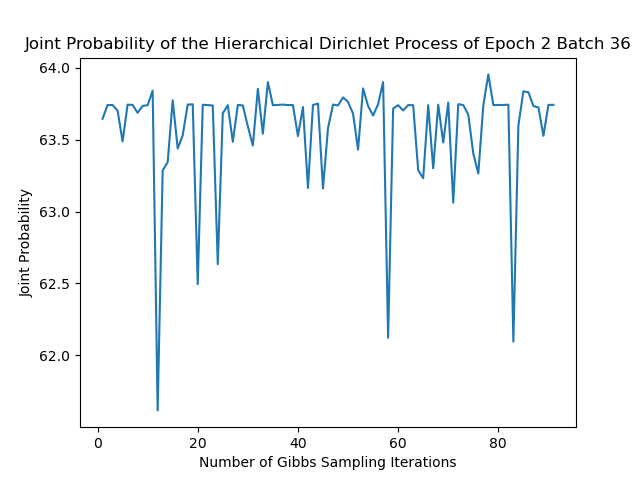 Joint Probability of the Hierarchical Dirichlet Process of Epoch 2 Batch 36
64.0
63.5
63.0
62.5
62.0
Joint Probability
0 20 40 60 80
Number of Gibbs Sampling Iterations